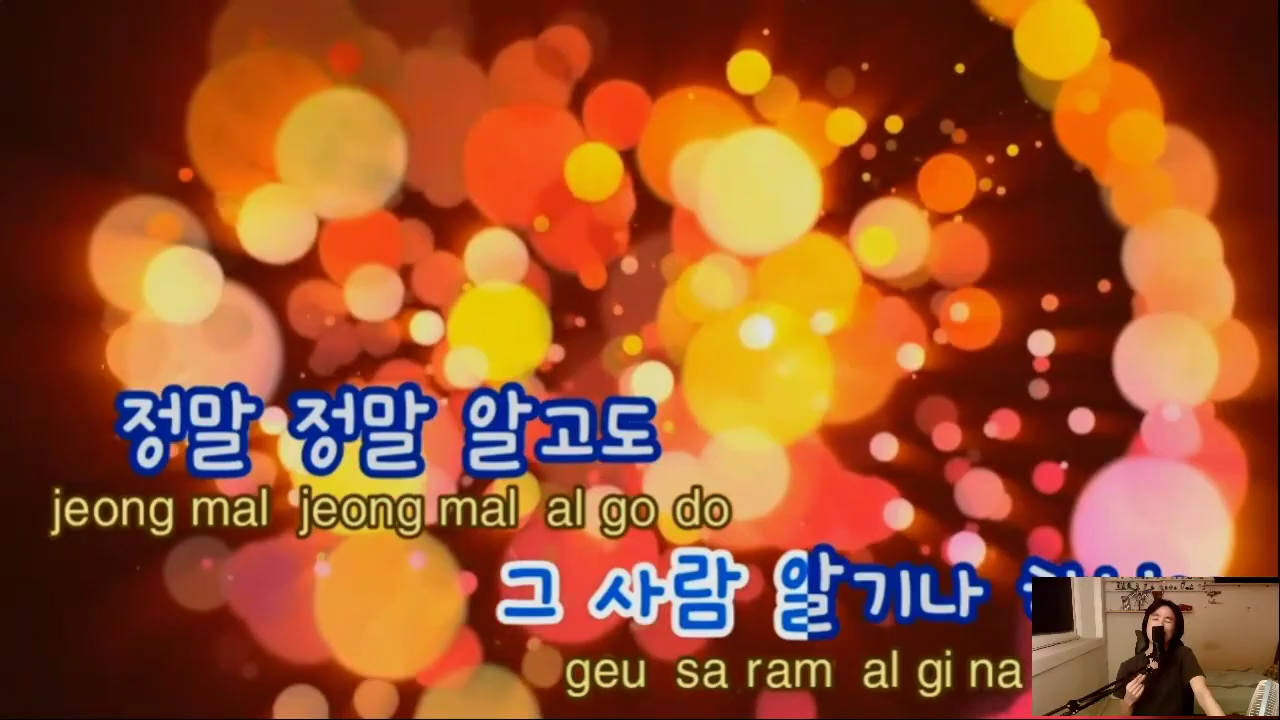 정말 정말 알고도
jeong mal jeong mal al go do
그 사람 알기나
geu sa ram al gi na